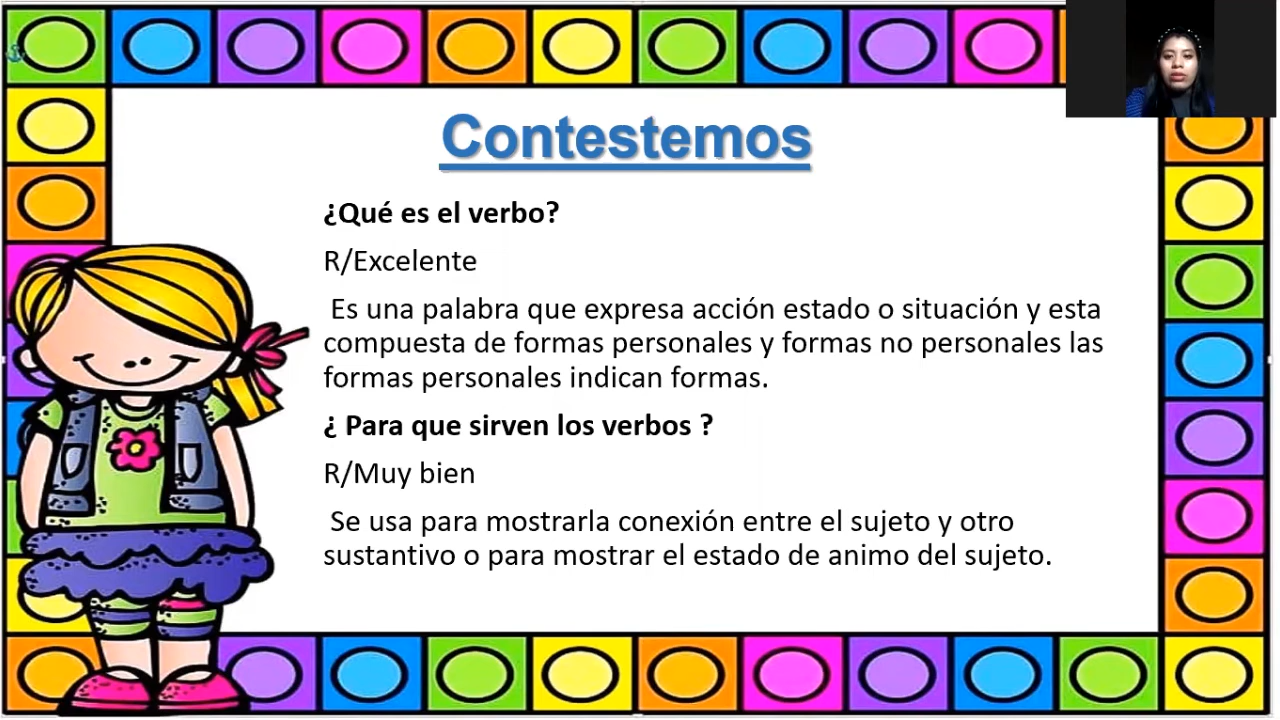 Contestemos
¿Qué es el verbo?
R/Excelente
Es una palabra que expresa acción estado o situación y esta
compuesta de formas personales y formas no personales las
formas personales indican formas.
¿ Para que sirven los verbos ?
R/Muy bien
Se usa para mostrarla conexión entre el sujeto y otro
sustantivo o para mostrar el estado de animo del sujeto.